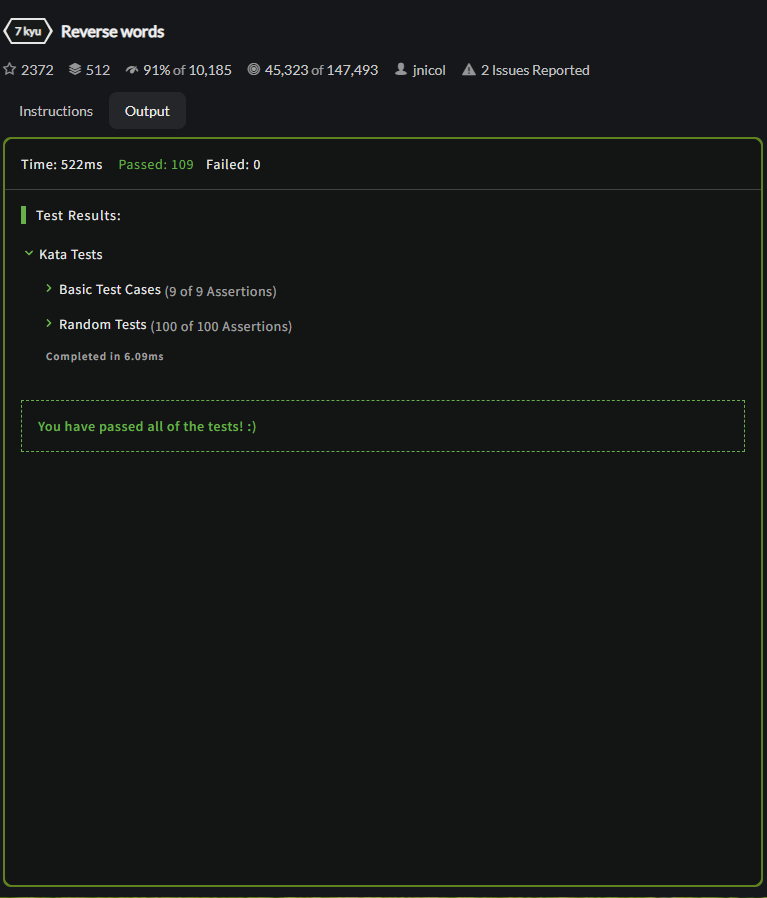 7 kyu Reverse words
2372 512 91% of 10,185 45,323 of 147,493 jnicol 2 Issues Reported
Instructions Output
Time: 522ms Passed: 109 Failed: 0
Test Results:
Kata Tests
Basic Test Cases (9 of 9 Assertions)
Random Tests (100 of 100 Assertions)
Completed in 6.09ms
You have passed all of the tests! :)